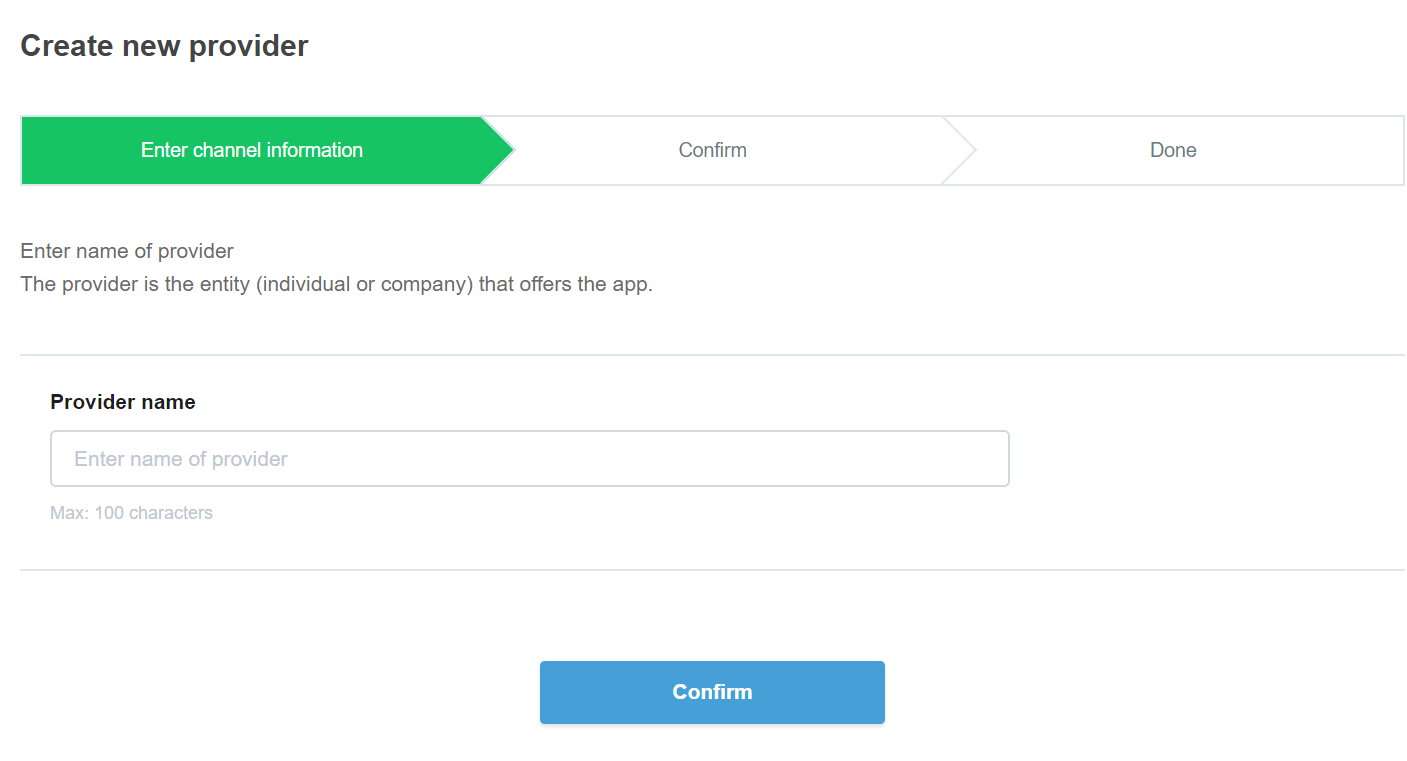 Create new provider
Enter channel information
Confirm
Done
Enter name of provider
The provider is the entity (individual or company) that offers the app.
Provider name
Enter name of provider
Max: 100 characters
Confirm